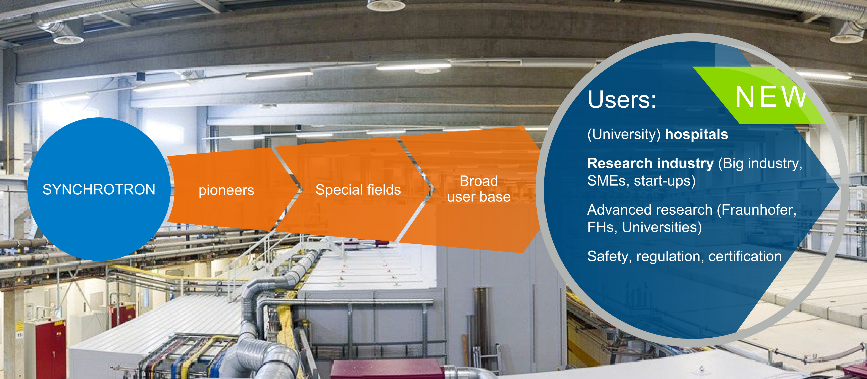 SYNCHROTRON
pioneers
Special fields
Broad
user base
NEW
Users:
(University) hospitals
Research industry (Big industry,
SMEs, start-ups)
Advanced research (Fraunhofer,
FHs, Universities)
Safety, regulation, certification